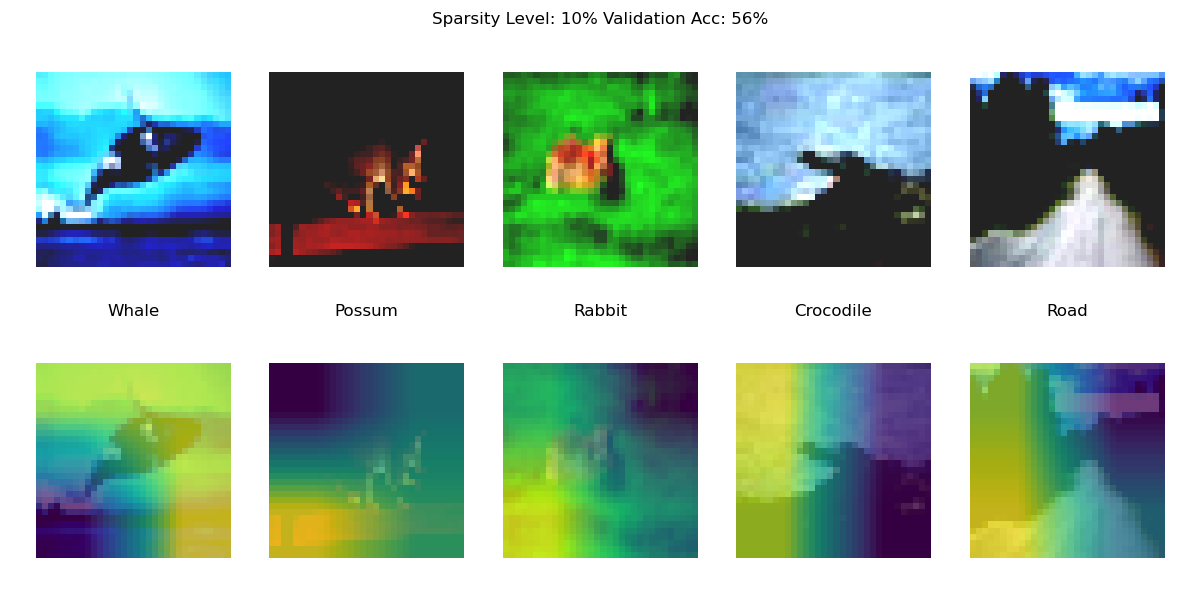 Sparsity Level: 10% Validation Acc: 56%
Whale
Possum
Rabbit
Crocodile
Road